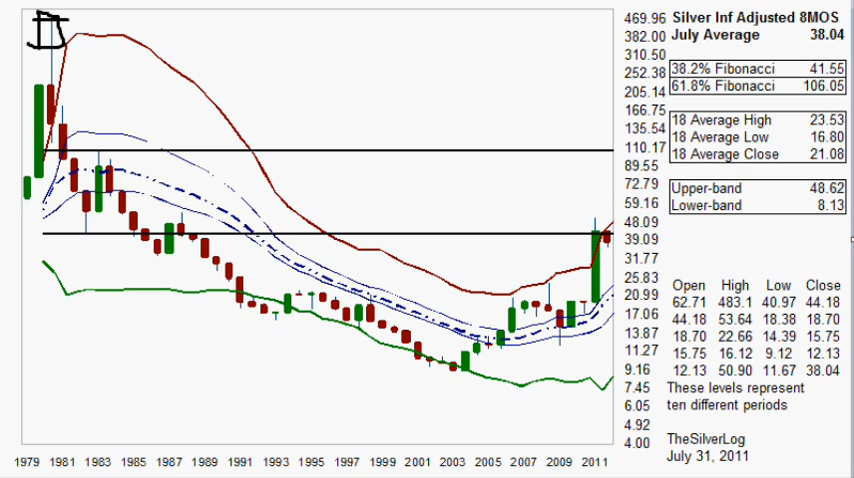 469.96
382.00
310.50
252.38
205.14
166.75
135.54
110.17
89.55
72.79
59.16
48.09
39.09
31.77
25.83
20.99
17.06
13.87
11.27
9.16
7.45
6.05
4.92
4.00
1979 1981 1983 1985 1987 1989 1991 1993 1995 1997 1999 2001 2003 2005 2007 2009 2011
Silver Inf Adjusted 8MOS
July Average 38.04
38.2% Fibonacci 41.55
61.8% Fibonacci 106.05
18 Average High 23.53
18 Average Low 16.80
18 Average Close 21.08
Upper-band 48.62
Lower-band 8.13
Open High Low Close
62.71 483.1 40.97 44.18
44.18 53.64 18.38 18.70
18.70 22.66 14.39 15.75
15.75 16.12 9.12 12.13
12.13 50.90 11.67 38.04
These levels represent
ten different periods
TheSilverLog
July 31, 2011